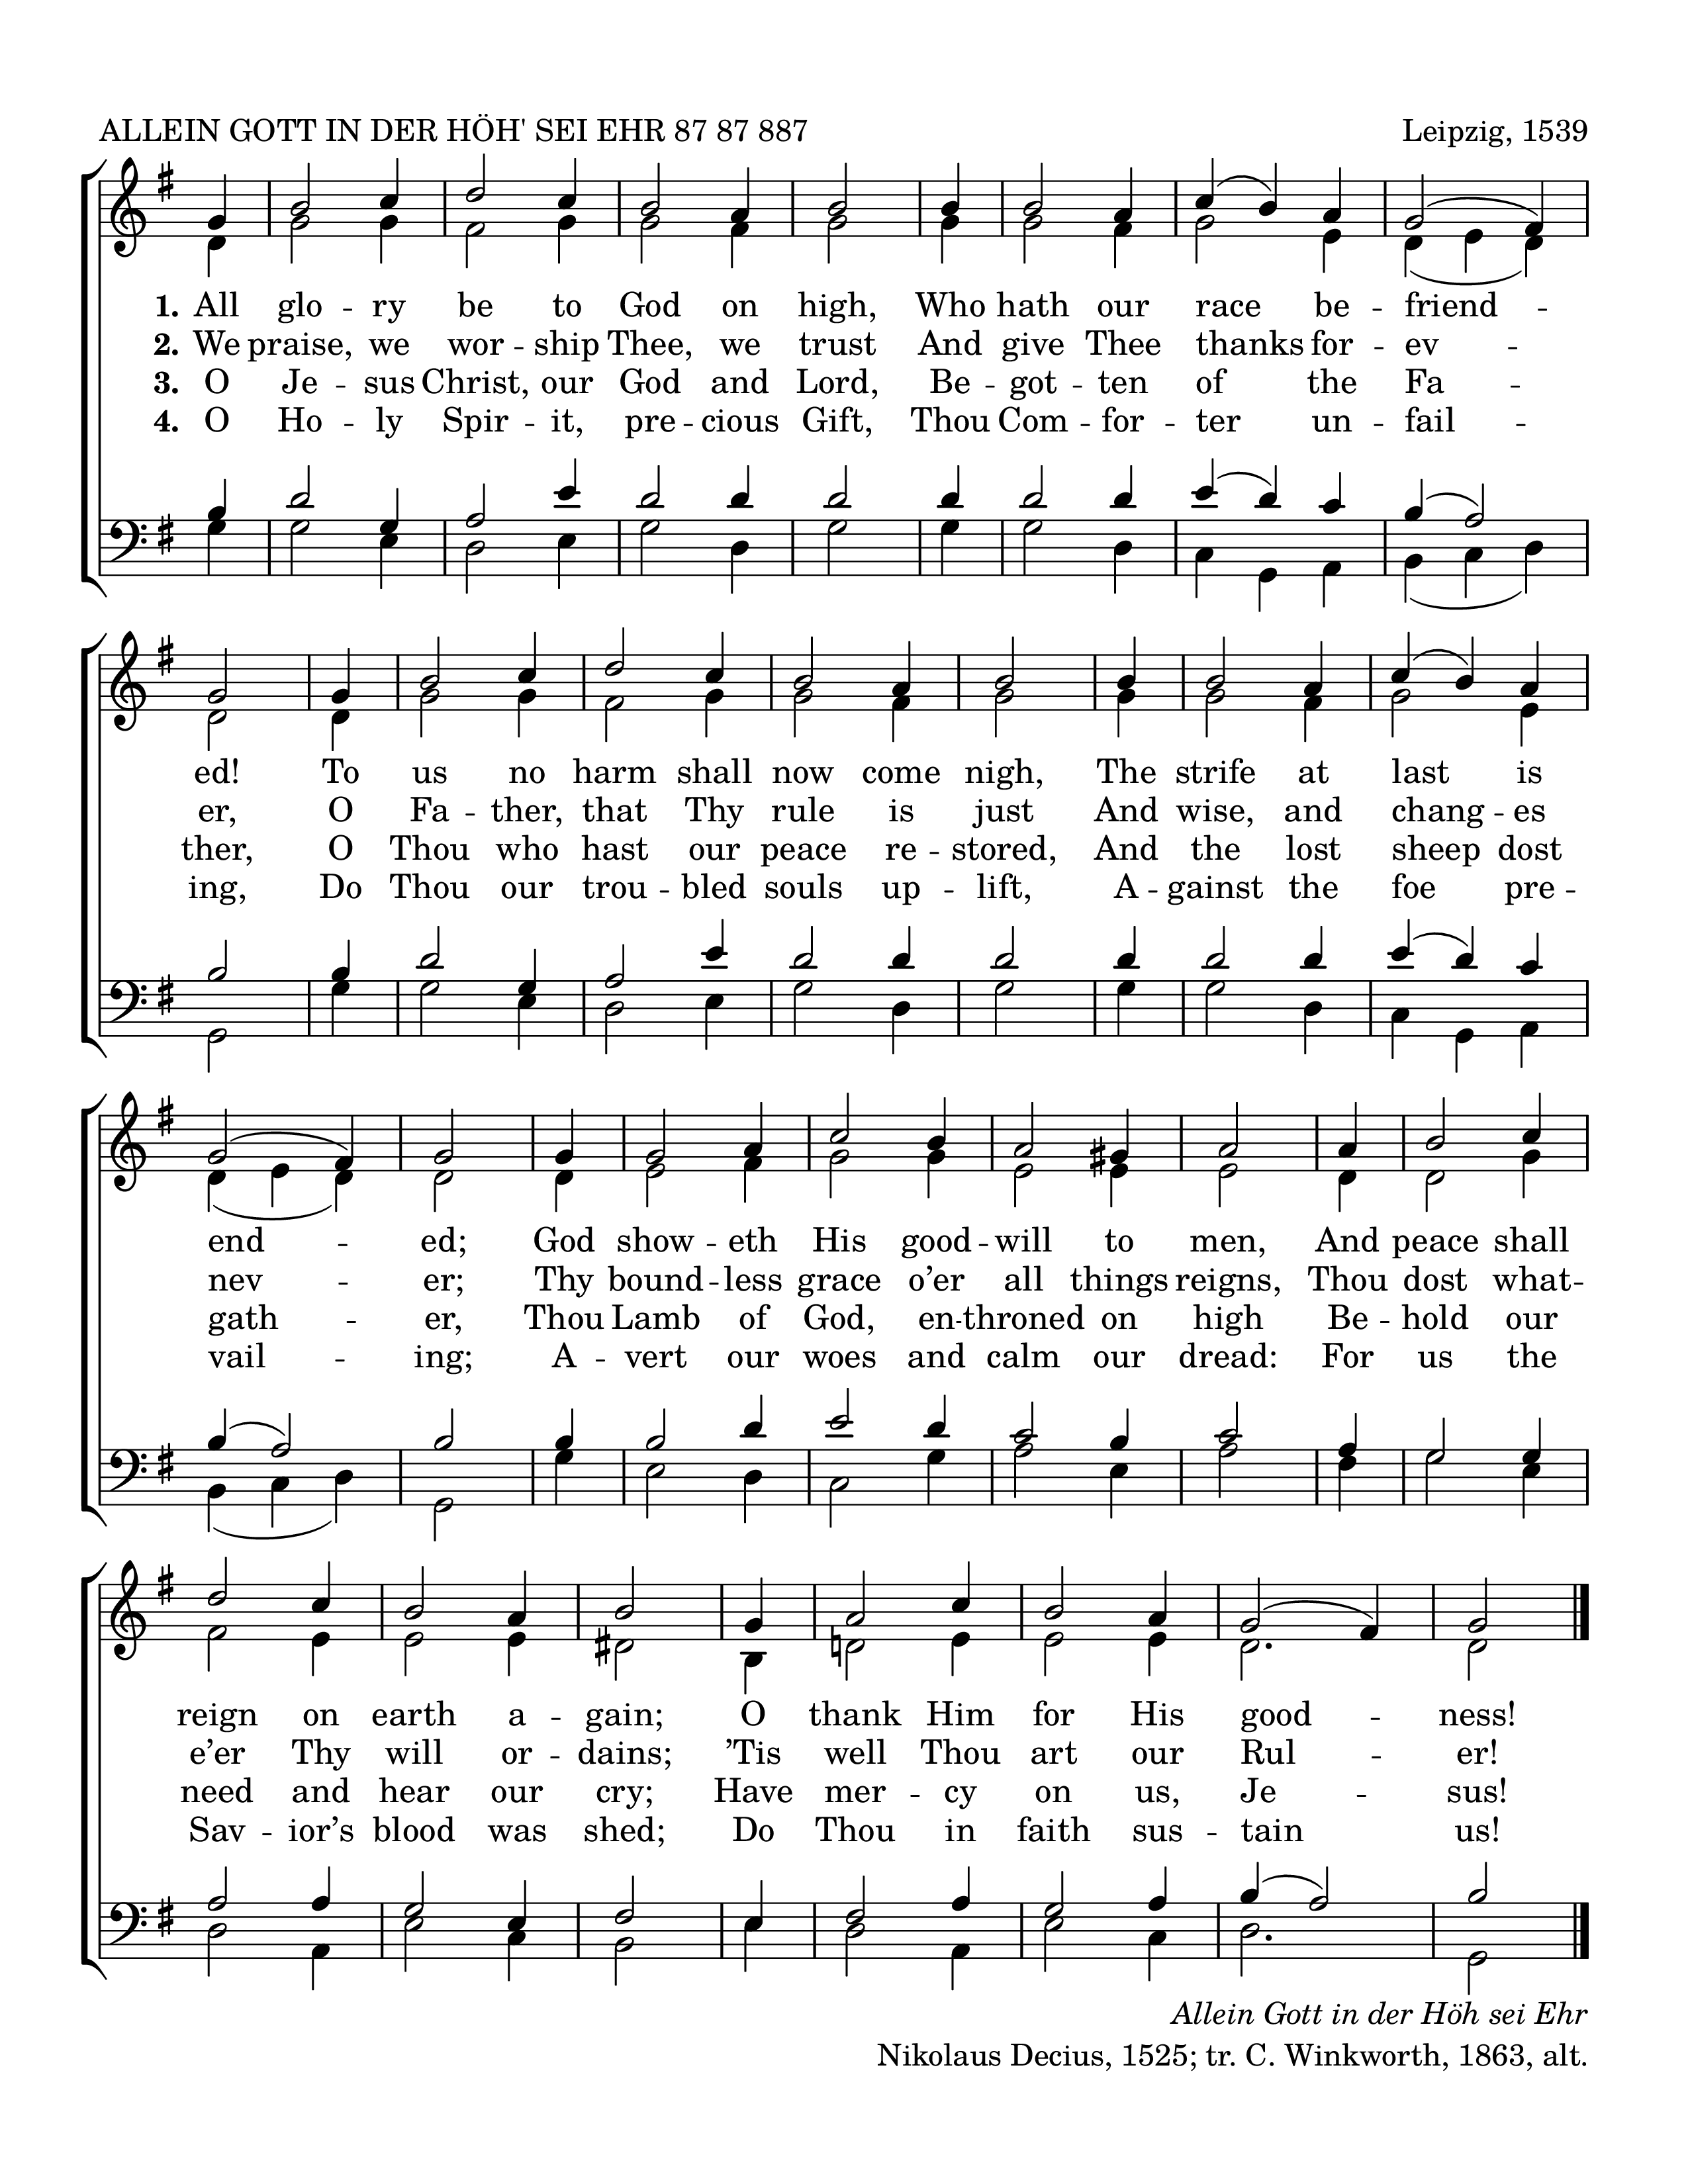 ALLEIN GOTT IN DER HÖH' SEI EHR 87 87 887 Leipzig, 1539
1. All glo -- ry be to God on high, Who hath our race be -- friend --
2. We praise, we wor -- ship Thee, we trust And give Thee thanks for -- ev --
3. O Je -- sus Christ, our God and Lord, Be -- got -- ten of the Fa --
4. O Ho -- ly Spir -- it, pre -- cious Gift, Thou Com -- for -- ter un -- fail --
ed! To us no harm shall now come nigh, The strife at last is
er, O Fa -- ther, that Thy rule is just And wise, and chang -- es
ther, O Thou who hast our peace re -- stored, And the lost sheep dost
ing, Do Thou our trou -- bled souls up -- lift, A -- gainst the foe pre --
end -- ed; God show -- eth His good -- will to men, And peace shall
nev -- er; Thy bound -- less grace o’er all things reigns, Thou dost what --
gath -- er, Thou Lamb of God, en -- throned on high Be -- hold our
vail -- ing; A -- vert our woes and calm our dread: For us the
reign on earth a -- gain; O thank Him for His good -- ness!
e’er Thy will or -- dains; ’Tis well Thou art our Rul -- er!
need and hear our cry; Have mer -- cy on us, Je -- sus!
Sav -- ior’s blood was shed; Do Thou in faith sus -- tain us!
Allein Gott in der Höh sei Ehr
Nikolaus Decius, 1525; tr. C. Winkworth, 1863, alt.